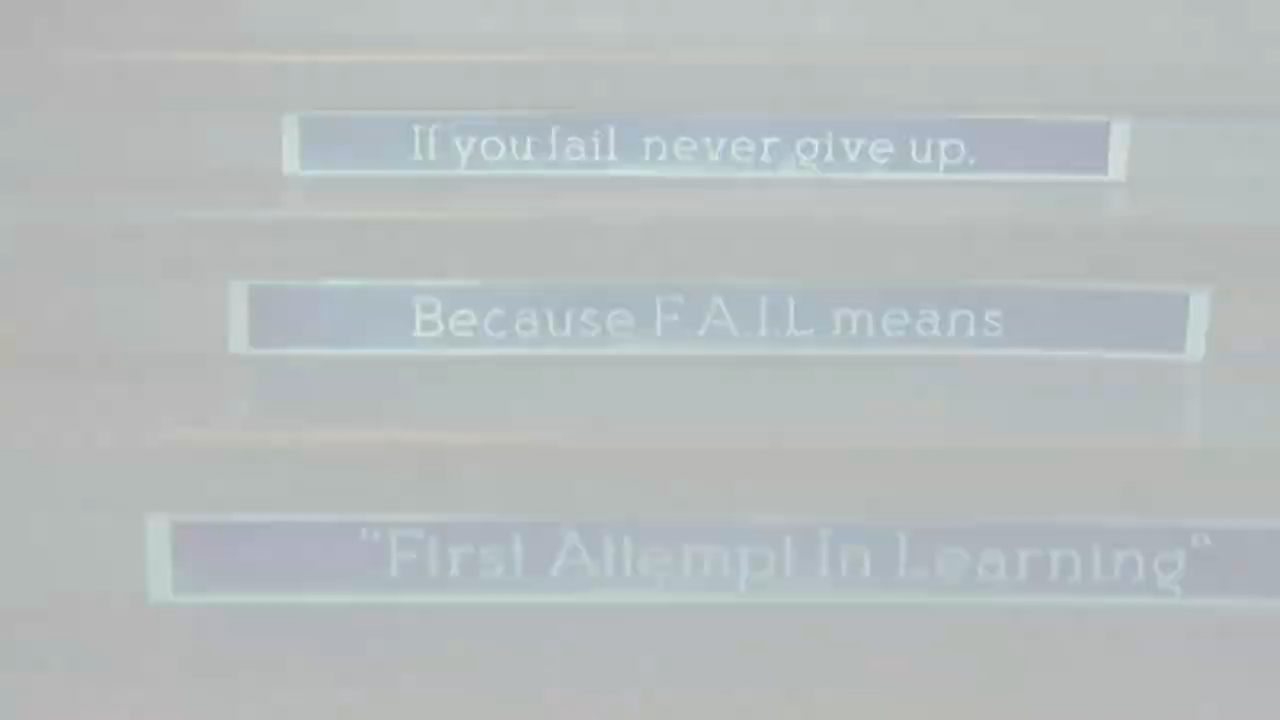 If you fail never give up.
Because F.A.I.L means
"First Attempt In Learning"